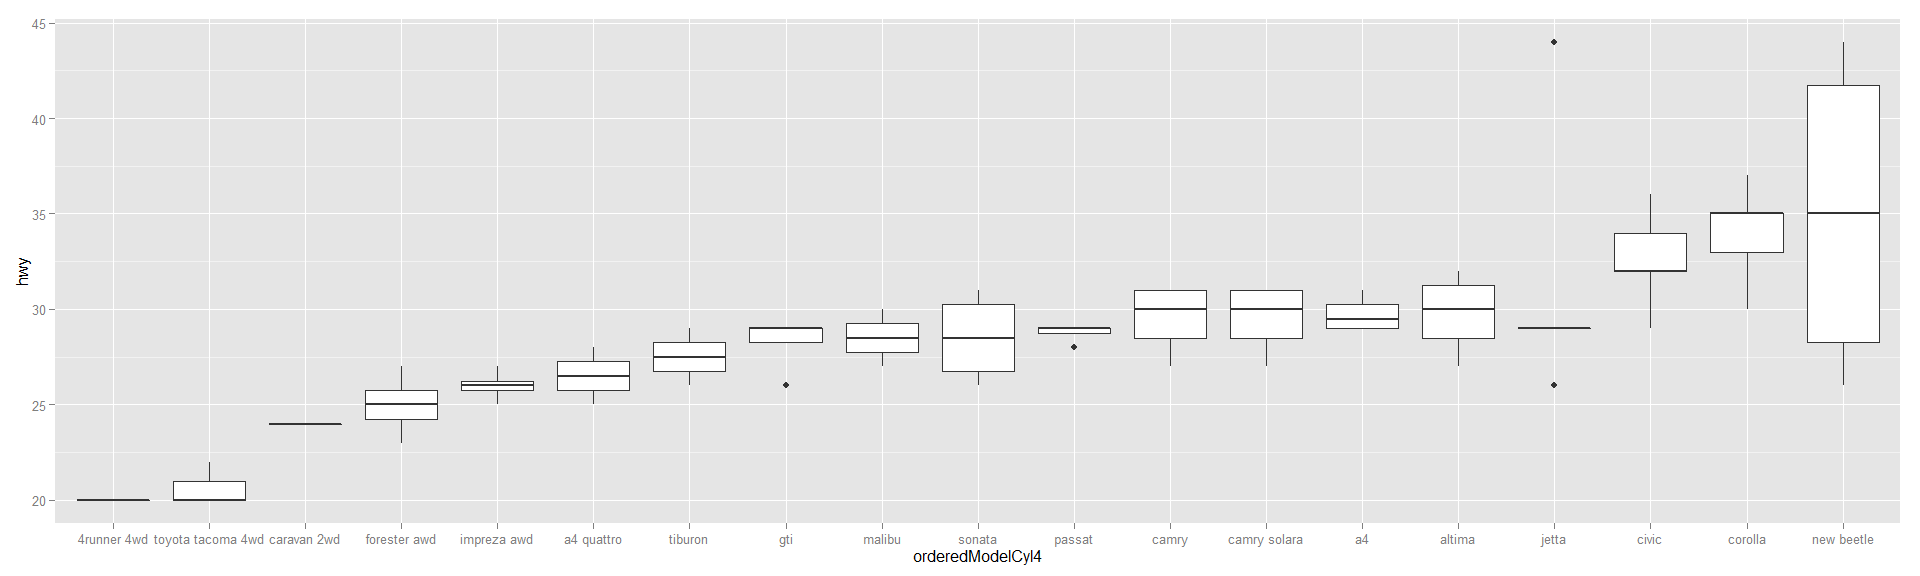 45
40
35
30
25
20
hwy
4runner 4wd toyota tacoma 4wd caravan 2wd forester awd impreza awd a4 quattro tiburon gti malibu sonata passat camry camry solara a4 altima jetta civic corolla new beetle
orderedModelCyl4